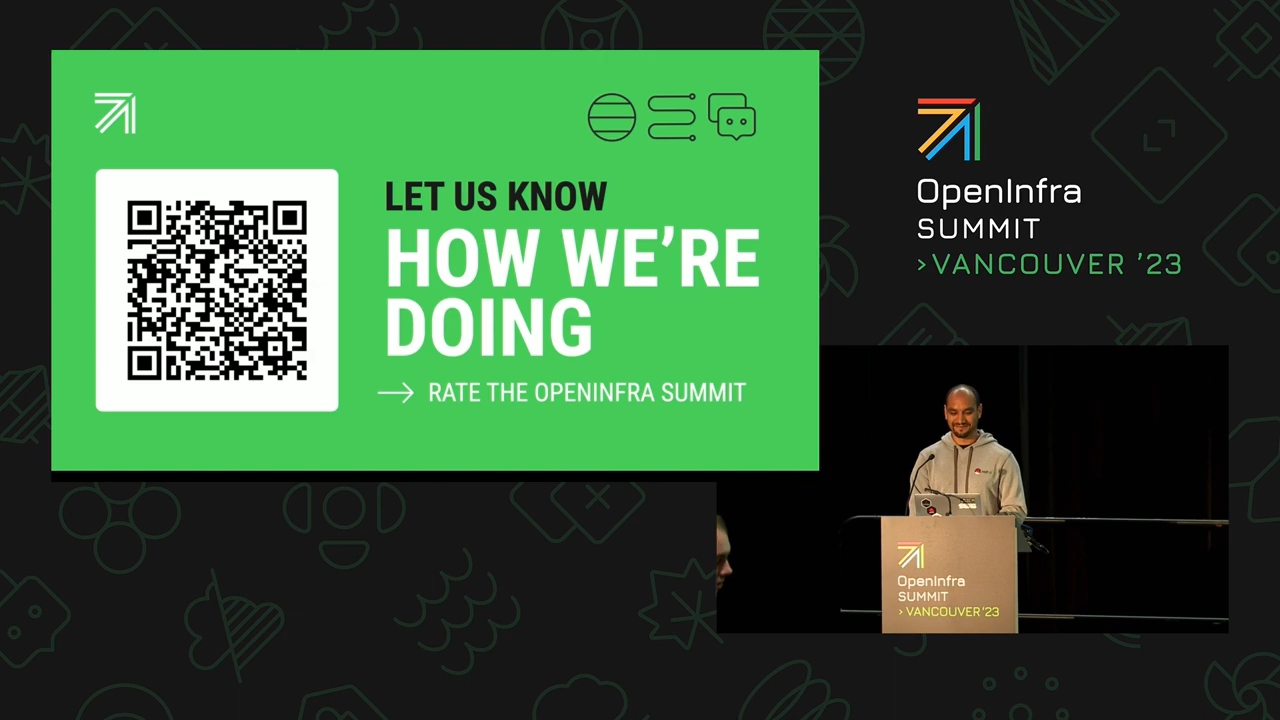 LET US KNOW
HOW WE’RE
DOING
RATE THE OPENINFRA SUMMIT
OpenInfra
SUMMIT
>VANCOUVER ’23
OpenInfra
SUMMIT
> VANCOUVER ’23